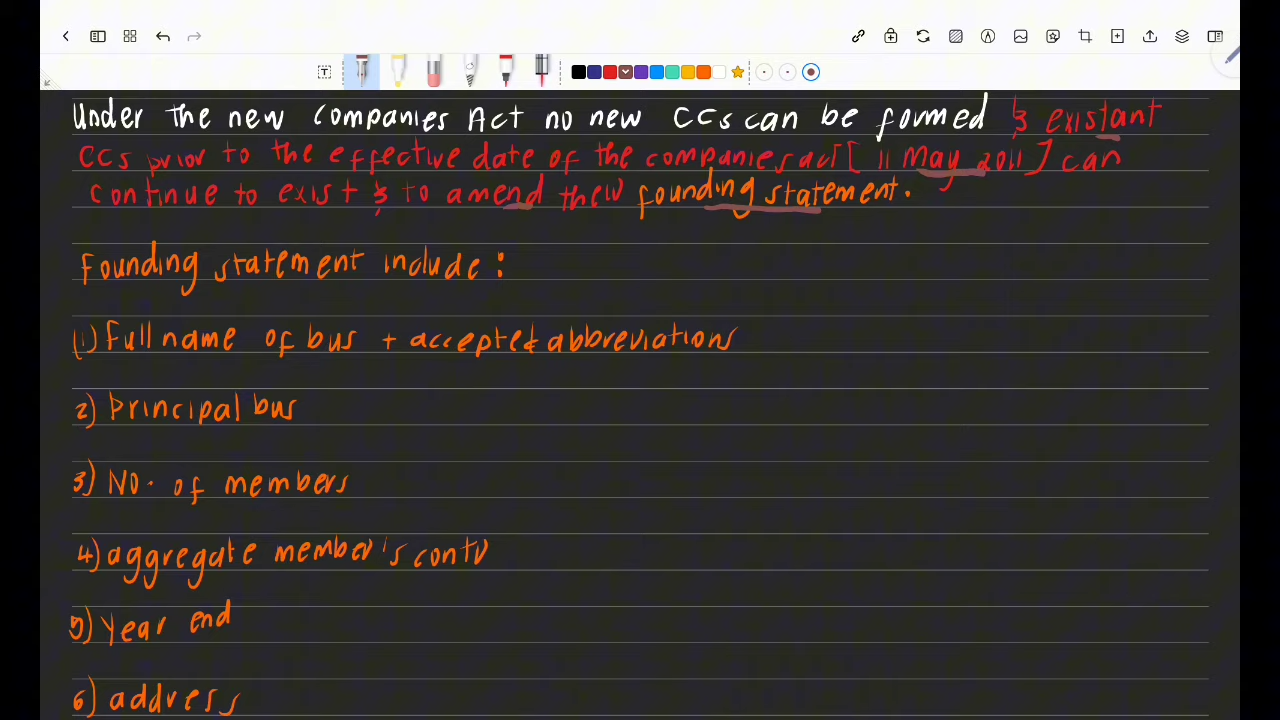 Under the new Companies Act no new CCs can be formed & existant
CCs prior to the effective date of the companies act [ 11 May 2011 ] can
continue to exist & to amend their founding statement.
Founding statement include :
(1) Full name of bus + accepted abbreviations
2) Principal bus
3) No. of members
4) aggregate member's contr
5) Year end
6) address